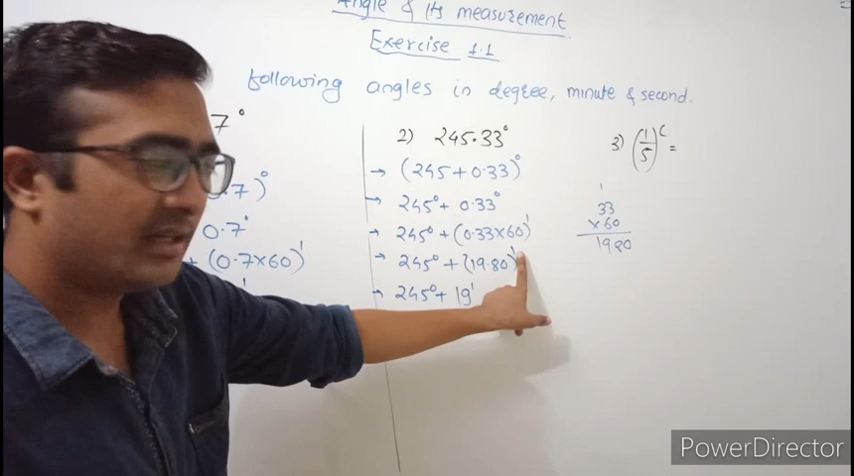 Angle & Its measurement
Exercise 1.1
following angles in degree, minute & second.
7°
.7)°
0.7°
+ (0.7×60)'
2) 245.33°
→ (245+0.33)°
→ 245°+ 0.33°
→ 245° + (0.33×60)'
→ 245° + (19.80)'
→ 245°+ 19'
3) (1/5)ᶜ =
1
33
×60
1980
PowerDirector